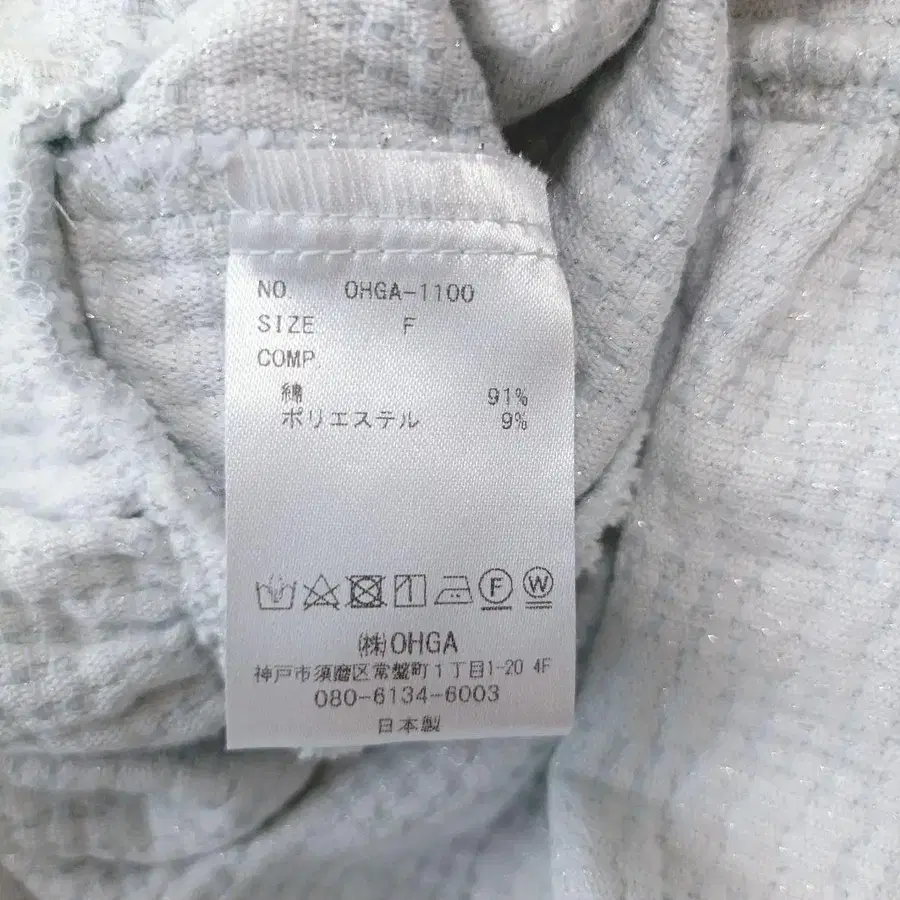 NO OHGA-1100
SIZE F
COMP.
綿 91%
ポリエステル 9%
F W
㈱OHGA
神戸市須磨区常盤町1丁目1-20 4F
080-6134-6003
日本製